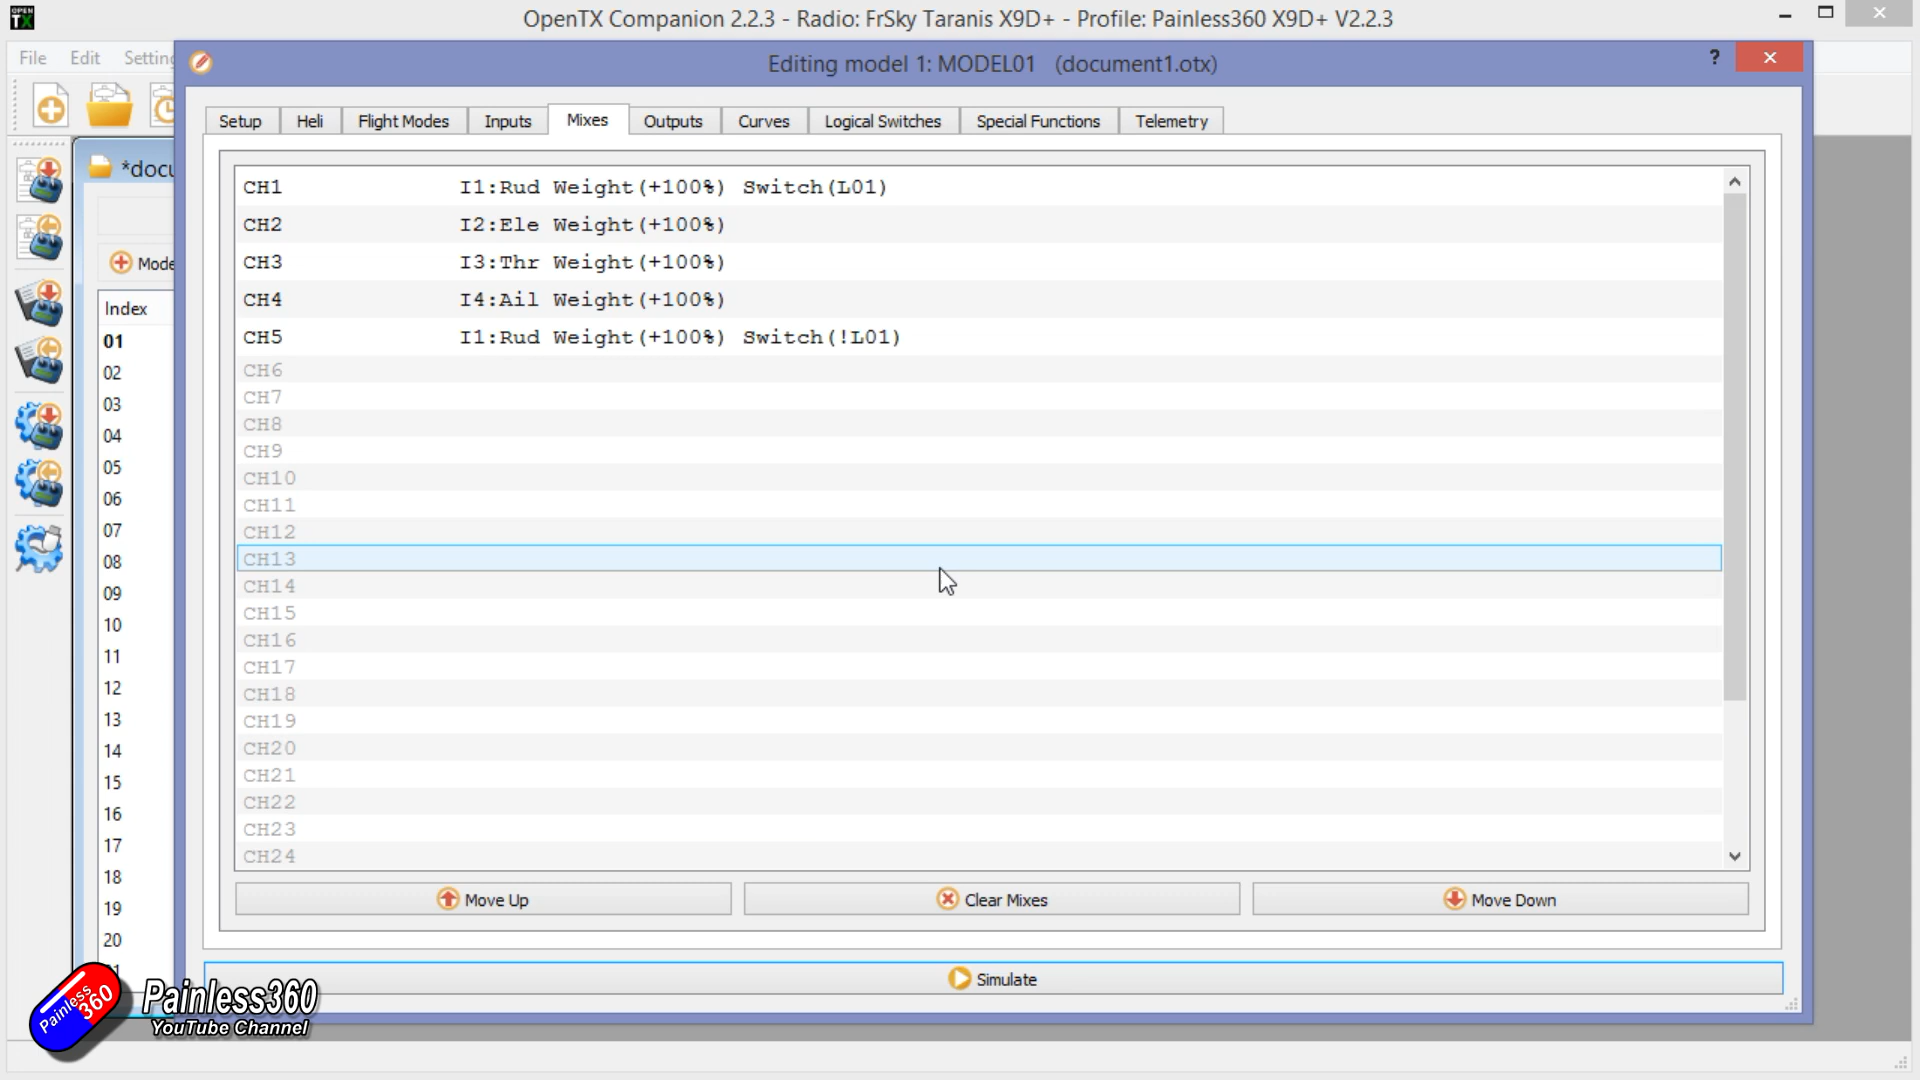 OPEN
TX
OpenTX Companion 2.2.3 - Radio: FrSky Taranis X9D+ - Profile: Painless360 X9D+ V2.2.3
File Edit
Editing model 1: MODEL01 (document1.otx)
?
Setup Heli Flight Modes Inputs Mixes Outputs Curves Logical Switches Special Functions Telemetry
CH1 I1:Rud Weight(+100%) Switch(L01)
CH2 I2:Ele Weight(+100%)
CH3 I3:Thr Weight(+100%)
CH4 I4:Ail Weight(+100%)
CH5 I1:Rud Weight(+100%) Switch(!L01)
CH6
CH7
CH8
CH9
CH10
CH11
CH12
CH13
CH14
CH15
CH16
CH17
CH18
CH19
CH20
CH21
CH22
CH23
CH24
Index
01
02
03
04
05
06
07
08
09
10
11
12
13
14
15
16
17
18
19
20
Move Up Clear Mixes Move Down
Simulate
Painless
360
Painless360
YouTube Channel